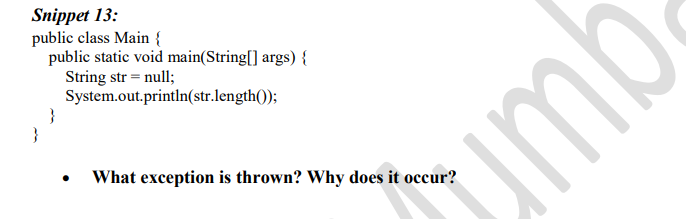 Snippet 13:
public class Main {
public static void main(String[] args) {
String str = null;
System.out.println(str.length());
}
}
• What exception is thrown? Why does it occur?